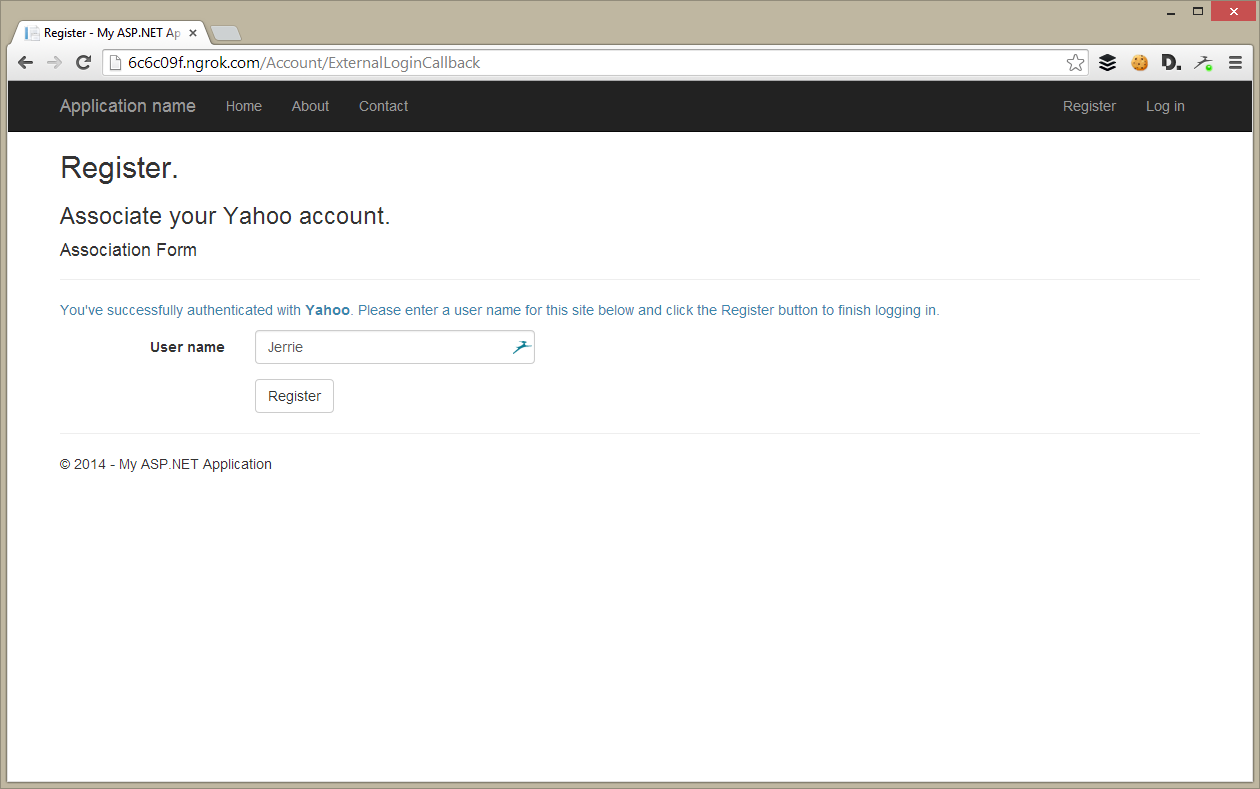 Register - My ASP.NET Ap
6c6c09f.ngrok.com/Account/ExternalLoginCallback
D.
Application name Home About Contact Register Log in
Register.
Associate your Yahoo account.
Association Form
You've successfully authenticated with Yahoo. Please enter a user name for this site below and click the Register button to finish logging in.
User name Jerrie
Register
© 2014 - My ASP.NET Application